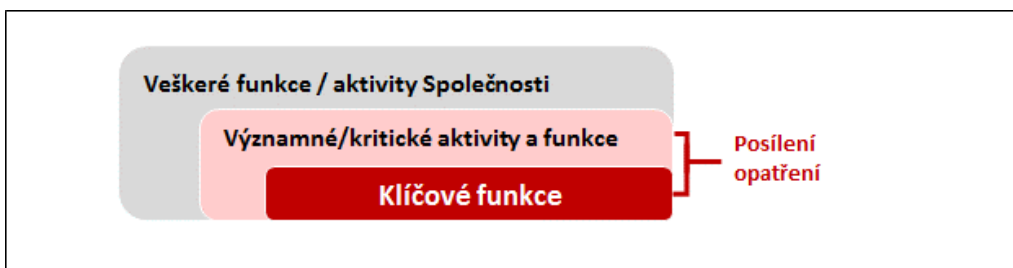 Veškeré funkce / aktivity Společnosti
Významné/kritické aktivity a funkce
Klíčové funkce
Posílení
opatření